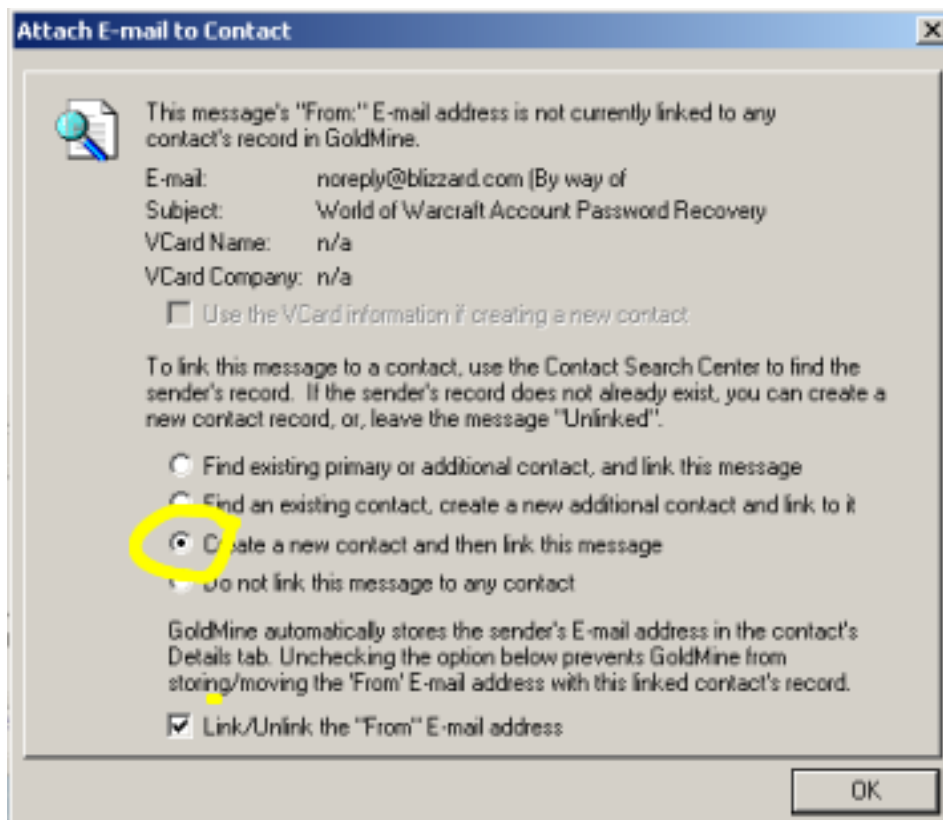 Attach E-mail to Contact
This message's "From:" E-mail address is not currently linked to any
contact's record in GoldMine.
E-mail: noreply@blizzard.com (By way of
Subject: World of Warcraft Account Password Recovery
VCard Name: n/a
VCard Company: n/a
Use the VCard information if creating a new contact
To link this message to a contact, use the Contact Search Center to find the
sender's record. If the sender's record does not already exist, you can create a
new contact record, or, leave the message "Unlinked".
Find existing primary or additional contact, and link this message
Find an existing contact, create a new additional contact and link to it
Create a new contact and then link this message
Do not link this message to any contact
GoldMine automatically stores the sender's E-mail address in the contact's
Details tab. Unchecking the option below prevents GoldMine from
storing/moving the 'From' E-mail address with this linked contact's record.
Link/Unlink the "From" E-mail address
OK